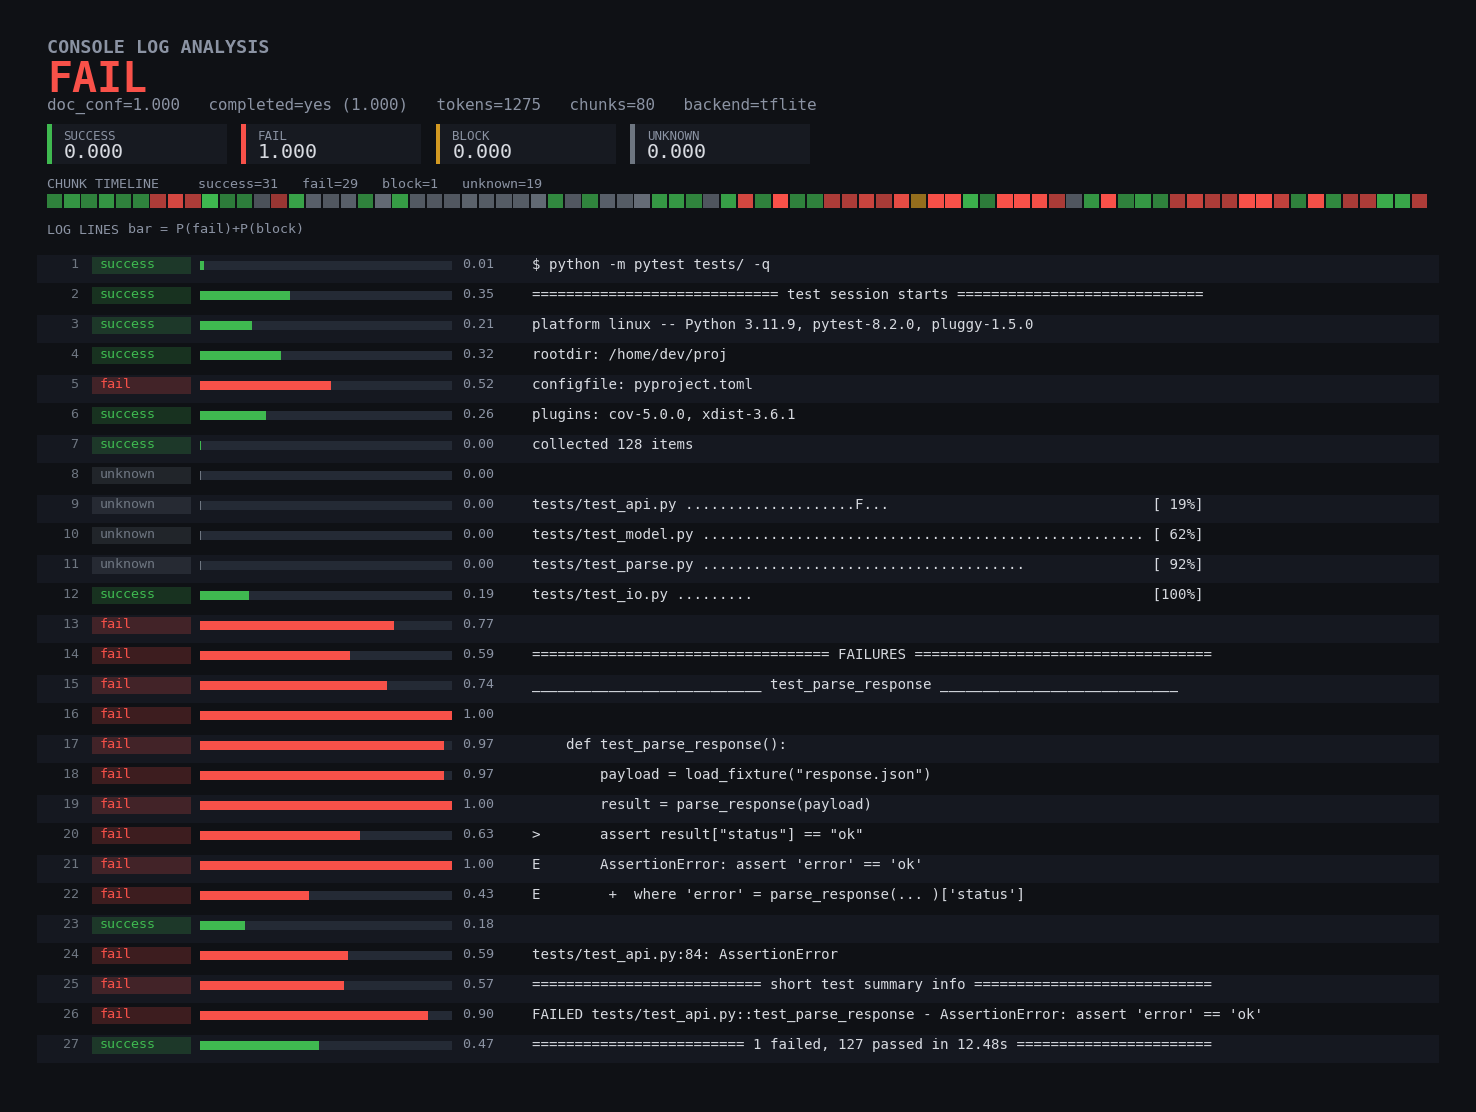 CONSOLE LOG ANALYSIS
FAIL
doc_conf=1.000   completed=yes (1.000)   tokens=1275   chunks=80   backend=tflite
SUCCESS   FAIL   BLOCK   UNKNOWN
0.000   1.000   0.000   0.000
CHUNK TIMELINE     success=31   fail=29   block=1   unknown=19
LOG LINES bar = P(fail)+P(block)
1 success 0.01 $ python -m pytest tests/ -q
2 success 0.35 ============================= test session starts =============================
3 success 0.21 platform linux -- Python 3.11.9, pytest-8.2.0, pluggy-1.5.0
4 success 0.32 rootdir: /home/dev/proj
5 fail 0.52 configfile: pyproject.toml
6 success 0.26 plugins: cov-5.0.0, xdist-3.6.1
7 success 0.00 collected 128 items
8 unknown 0.00
9 unknown 0.00 tests/test_api.py ....................F...                               [ 19%]
10 unknown 0.00 tests/test_model.py .................................................... [ 62%]
11 unknown 0.00 tests/test_parse.py ......................................               [ 92%]
12 success 0.19 tests/test_io.py .........                                               [100%]
13 fail 0.77
14 fail 0.59 =================================== FAILURES ===================================
15 fail 0.74 ___________________________ test_parse_response ____________________________
16 fail 1.00
17 fail 0.97     def test_parse_response():
18 fail 0.97         payload = load_fixture("response.json")
19 fail 1.00         result = parse_response(payload)
20 fail 0.63 >       assert result["status"] == "ok"
21 fail 1.00 E       AssertionError: assert 'error' == 'ok'
22 fail 0.43 E        +  where 'error' = parse_response(... )['status']
23 success 0.18
24 fail 0.59 tests/test_api.py:84: AssertionError
25 fail 0.57 =========================== short test summary info ============================
26 fail 0.90 FAILED tests/test_api.py::test_parse_response - AssertionError: assert 'error' == 'ok'
27 success 0.47 ========================= 1 failed, 127 passed in 12.48s =======================